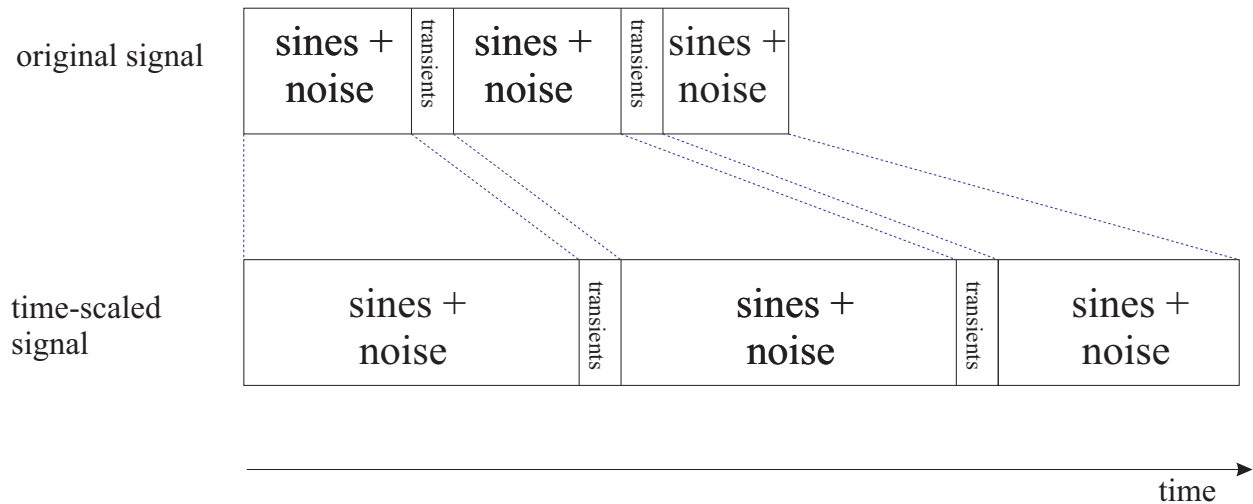 original signal
sines +
noise
transients
sines +
noise
transients
sines +
noise
time-scaled
signal
sines +
noise
transients
sines +
noise
transients
sines +
noise
time